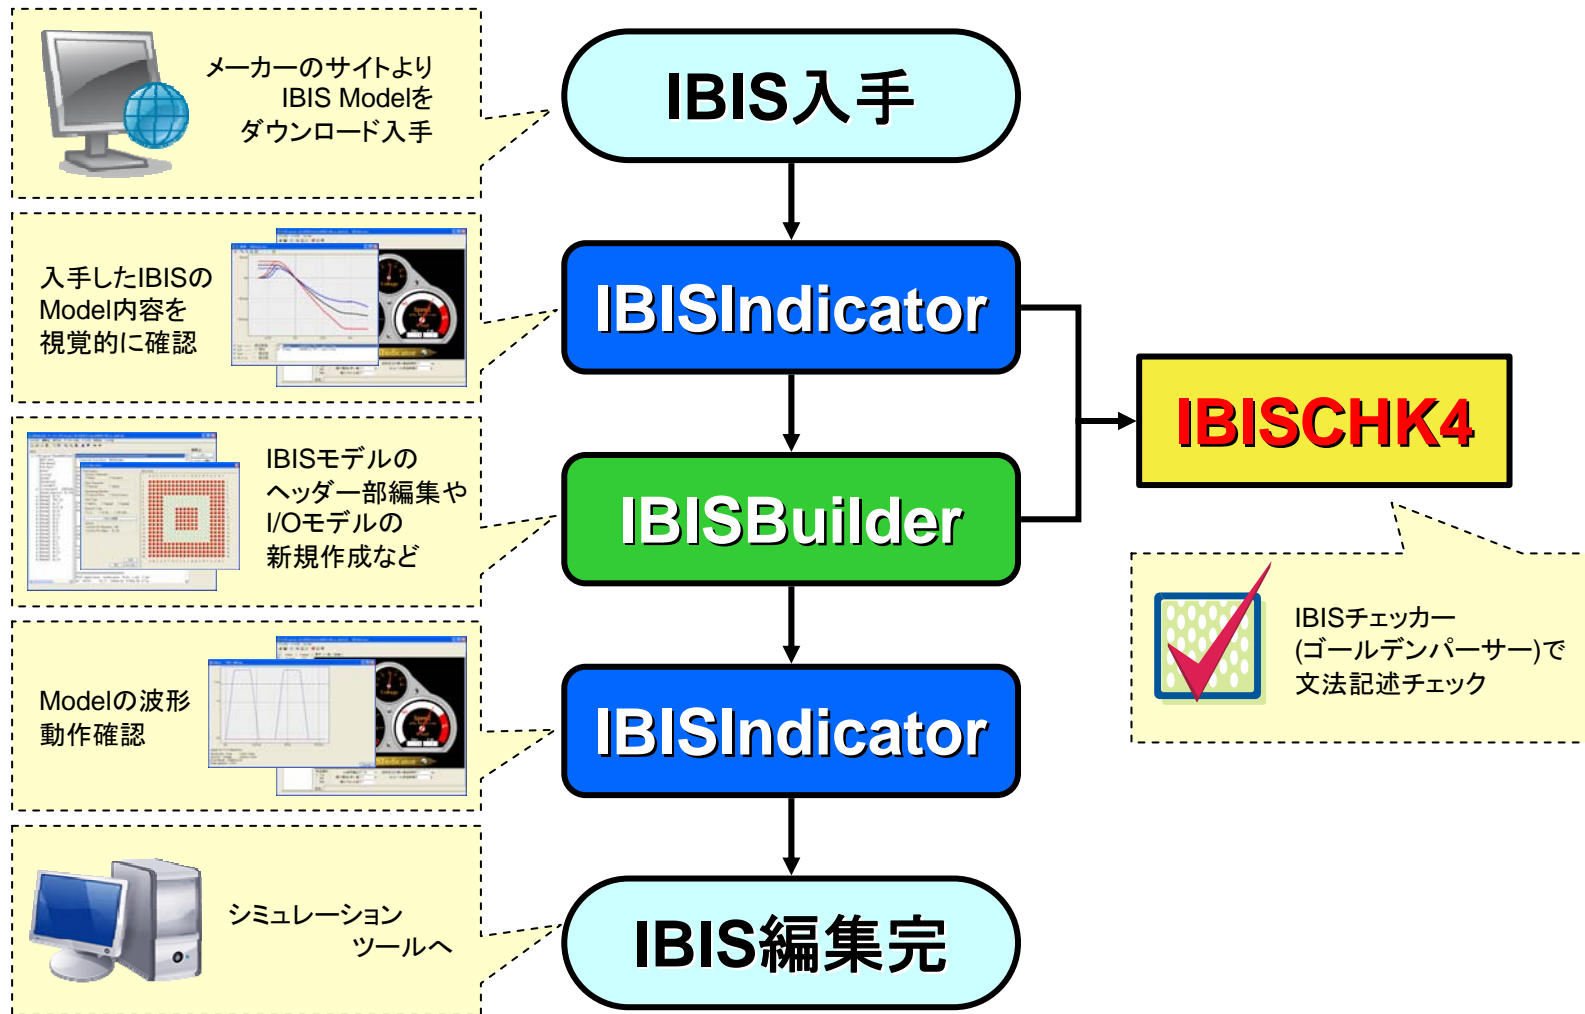 メーカーのサイトより
IBIS Modelを
ダウンロード入手
IBIS入手
入手したIBISの
Model内容を
視覚的に確認
IBISIndicator
IBISCHK4
IBISモデルの
ヘッダー部編集や
I/Oモデルの
新規作成など
IBISBuilder
IBISチェッカー
(ゴールデンパーサー)で
文法記述チェック
Modelの波形
動作確認
IBISIndicator
シミュレーション
ツールへ
IBIS編集完